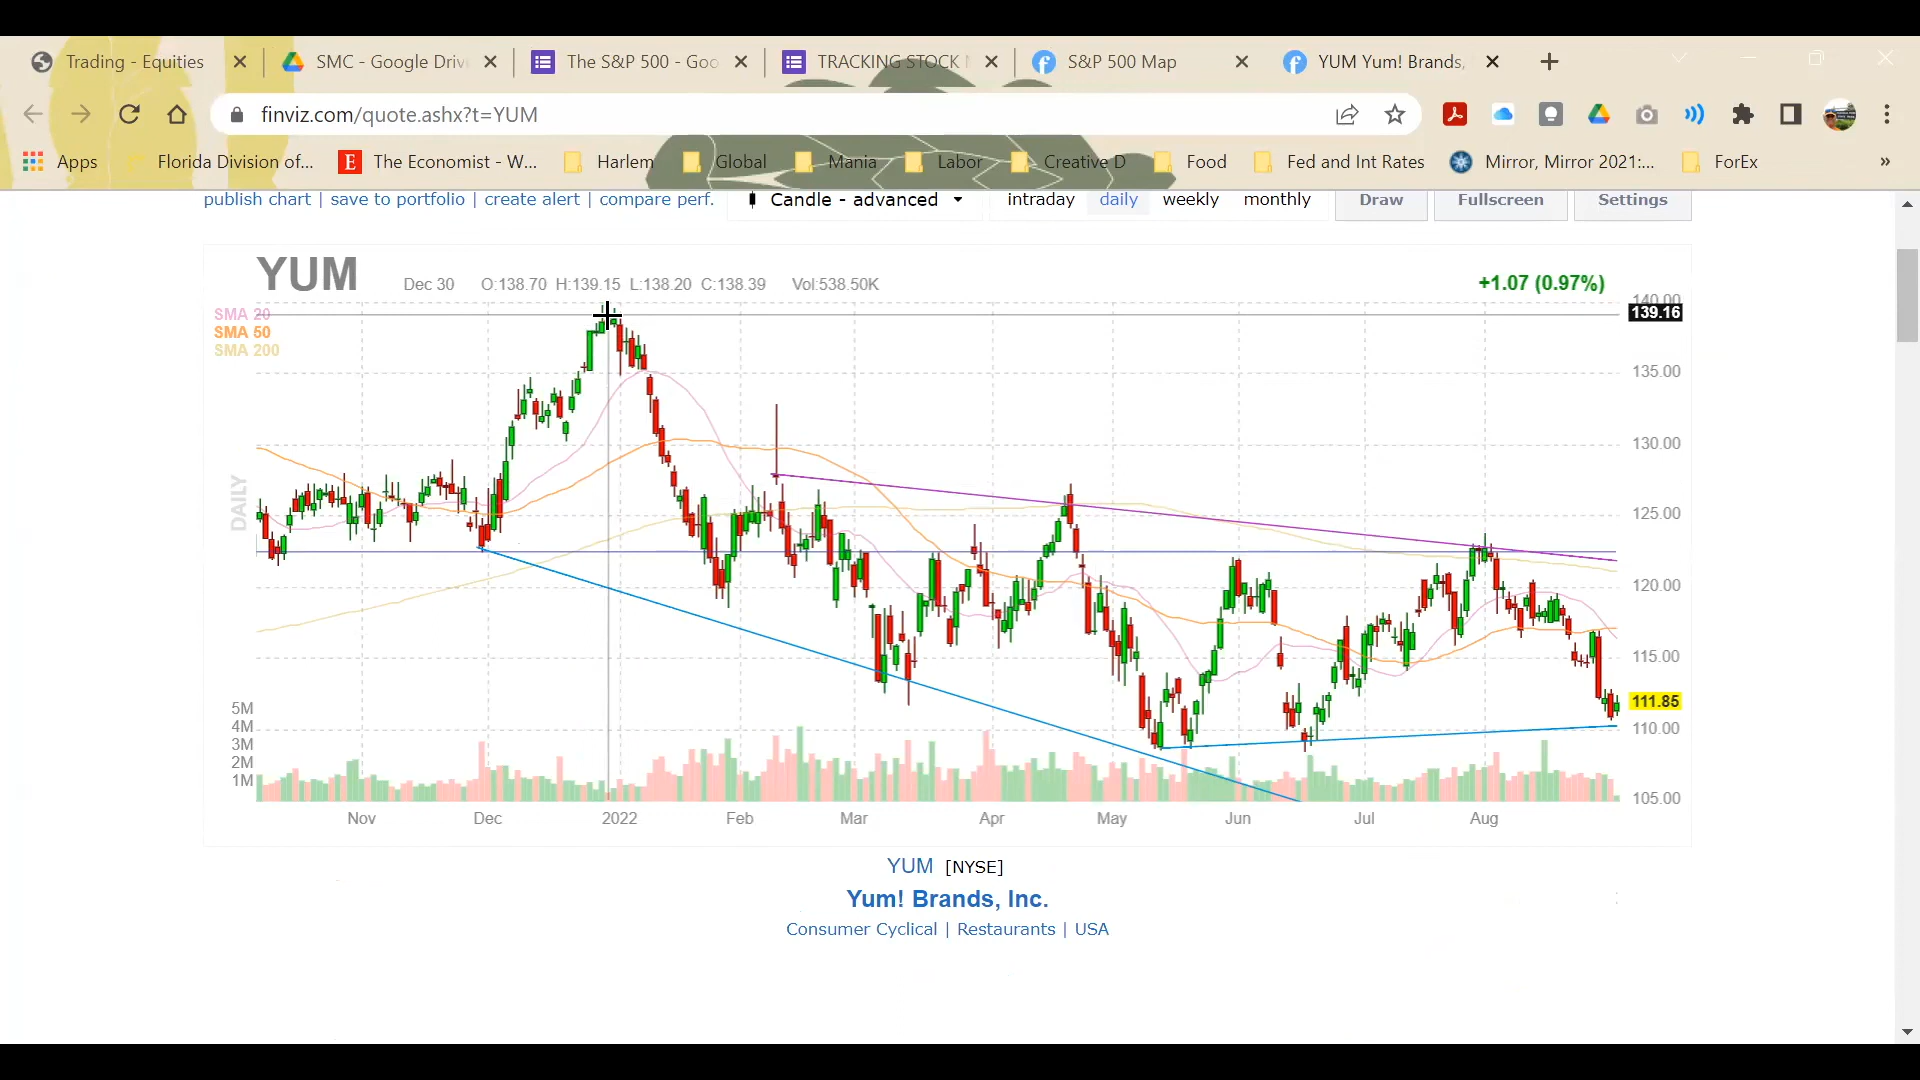 Trading - Equities
SMC - Google Driv
The S&P 500 - Goo
TRACKING STOCK
S&P 500 Map
YUM Yum! Brands,
finviz.com/quote.ashx?t=YUM
Apps
Florida Division of...
The Economist - W...
Harlem
Global
Mania
Labor
Creative D
Food
Fed and Int Rates
Mirror, Mirror 2021:...
ForEx
»
publish chart | save to portfolio | create alert | compare perf.
Candle - advanced
intraday
daily
weekly
monthly
Draw
Fullscreen
Settings
YUM
Dec 30 O:138.70 H:139.15 L:138.20 C:138.39 Vol:538.50K
+1.07 (0.97%)
SMA 20
SMA 50
SMA 200
DAILY
140.00
139.16
135.00
130.00
125.00
120.00
115.00
111.85
110.00
105.00
5M
4M
3M
2M
1M
Nov
Dec
2022
Feb
Mar
Apr
May
Jun
Jul
Aug
YUM [NYSE]
Yum! Brands, Inc.
Consumer Cyclical | Restaurants | USA